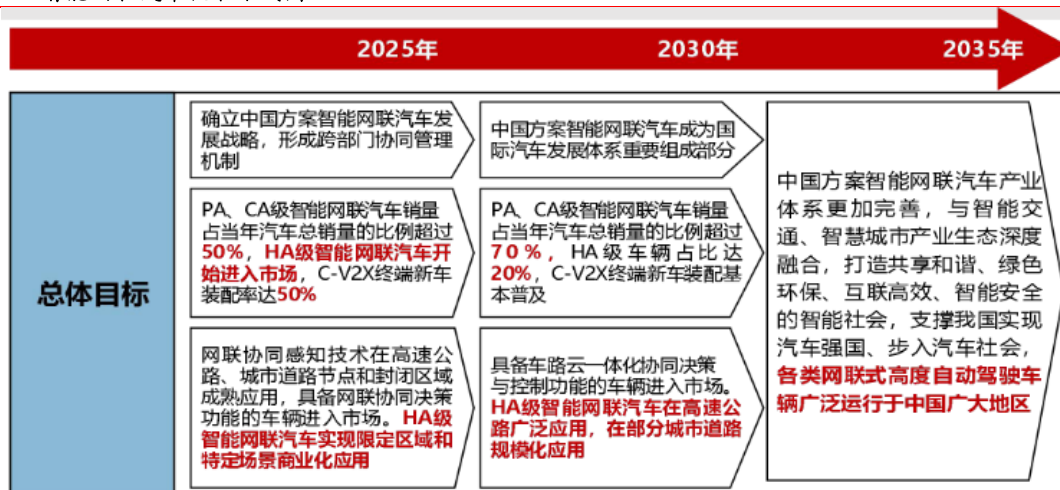 2025年
2030年
2035年
总体目标
确立中国方案智能网联汽车发
展战略，形成跨部门协同管理
机制
PA、CA级智能网联汽车销量
占当年汽车总销量的比例超过
50%，HA级智能网联汽车开
始进入市场，C-V2X终端新车
装配率达50%
网联协同感知技术在高速公
路、城市道路节点和封闭区域
成熟应用，具备网联协同决策
功能的车辆进入市场。HA级
智能网联汽车实现限定区域和
特定场景商业化应用
中国方案智能网联汽车成为国
际汽车发展体系重要组成部分
PA、CA级智能网联汽车销量
占当年汽车总销量的比例超过
70%，HA级车辆占比达
20%，C-V2X终端新车装配基
本普及
具备车路云一体化协同决策
与控制功能的车辆进入市场。
HA级智能网联汽车在高速公
路广泛应用，在部分城市道路
规模化应用
中国方案智能网联汽车产业
体系更加完善，与智能交
通、智慧城市产业生态深度
融合，打造共享和谐、绿色
环保、互联高效、智能安全
的智能社会，支撑我国实现
汽车强国、步入汽车社会，
各类网联式高度自动驾驶车
辆广泛运行于中国广大地区